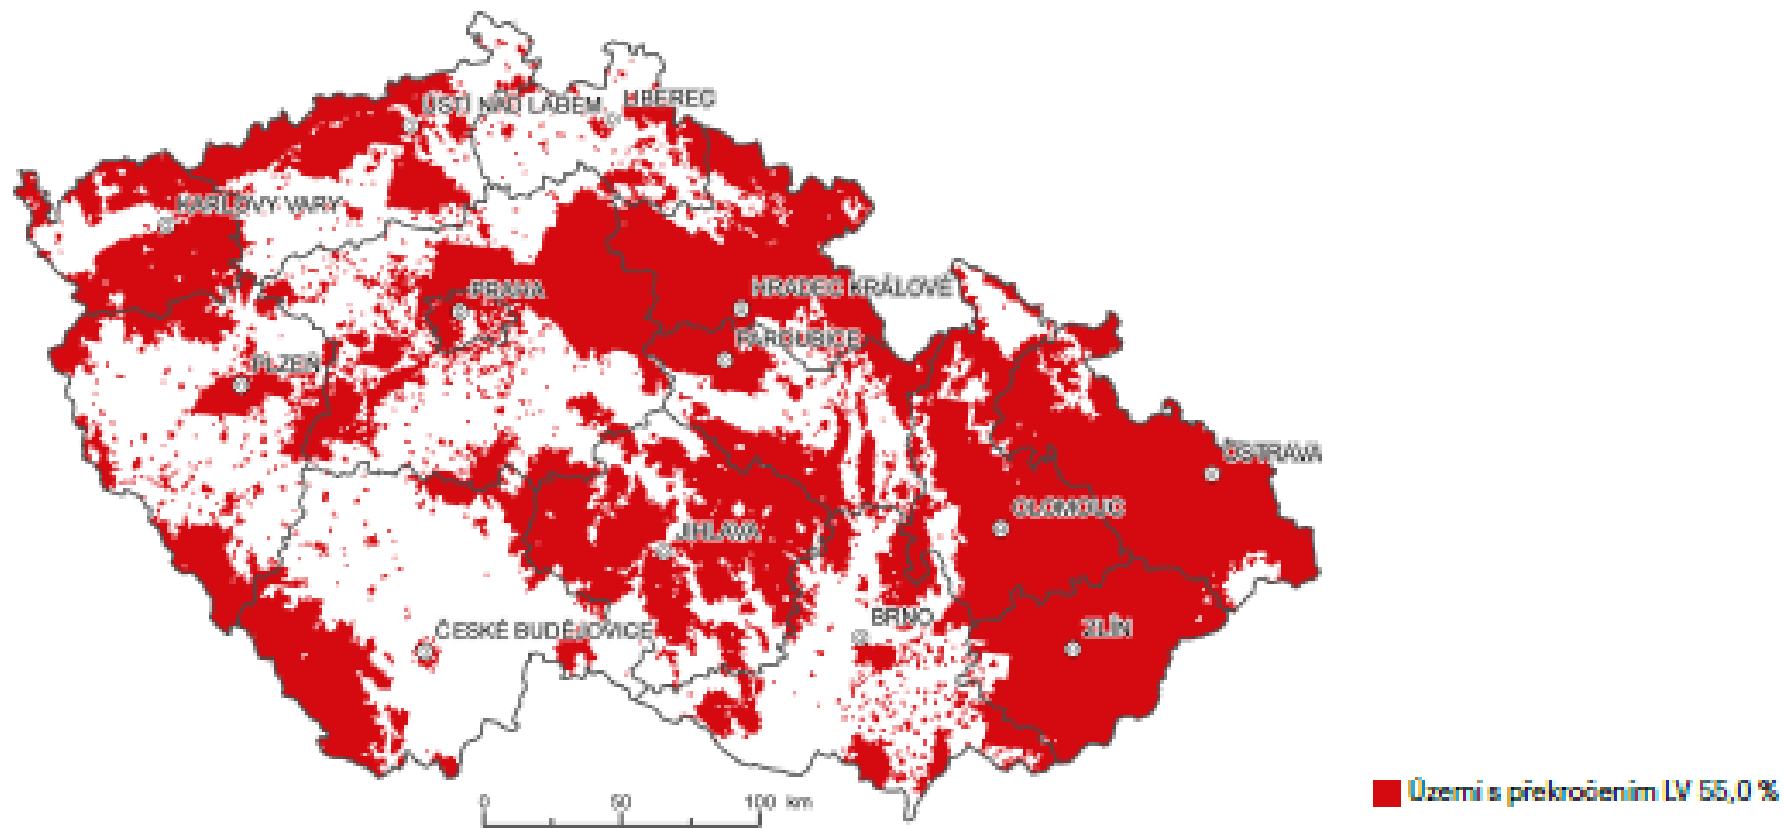 ÚSTÍ NAD LABEM
LIBEREC
KARLOVY VARY
PRAHA
HRADEC KRÁLOVÉ
PARDUBICE
PLZEŇ
OSTRAVA
OLOMOUC
JIHLAVA
BRNO
ČESKÉ BUDĚJOVICE
ZLÍN
0 50 100 km
Území s překročením LV 55,0 %